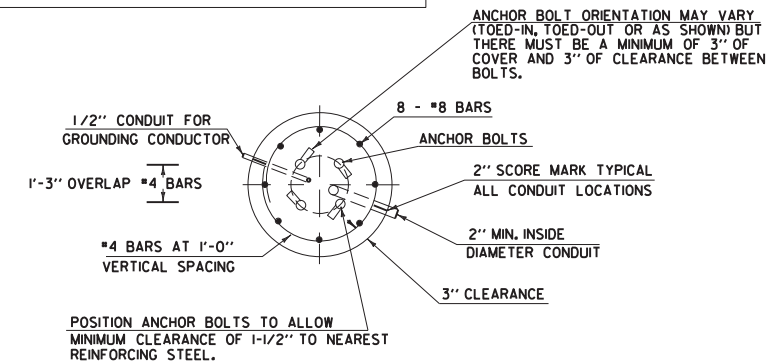 ANCHOR BOLT ORIENTATION MAY VARY
(TOED-IN, TOED-OUT OR AS SHOWN) BUT
THERE MUST BE A MINIMUM OF 3'' OF
COVER AND 3'' OF CLEARANCE BETWEEN
BOLTS.
8 - #8 BARS
1/2'' CONDUIT FOR
GROUNDING CONDUCTOR
ANCHOR BOLTS
1'-3'' OVERLAP #4 BARS
2'' SCORE MARK TYPICAL
ALL CONDUIT LOCATIONS
2'' MIN. INSIDE
DIAMETER CONDUIT
#4 BARS AT 1'-0''
VERTICAL SPACING
3'' CLEARANCE
POSITION ANCHOR BOLTS TO ALLOW
MINIMUM CLEARANCE OF 1-1/2'' TO NEAREST
REINFORCING STEEL.